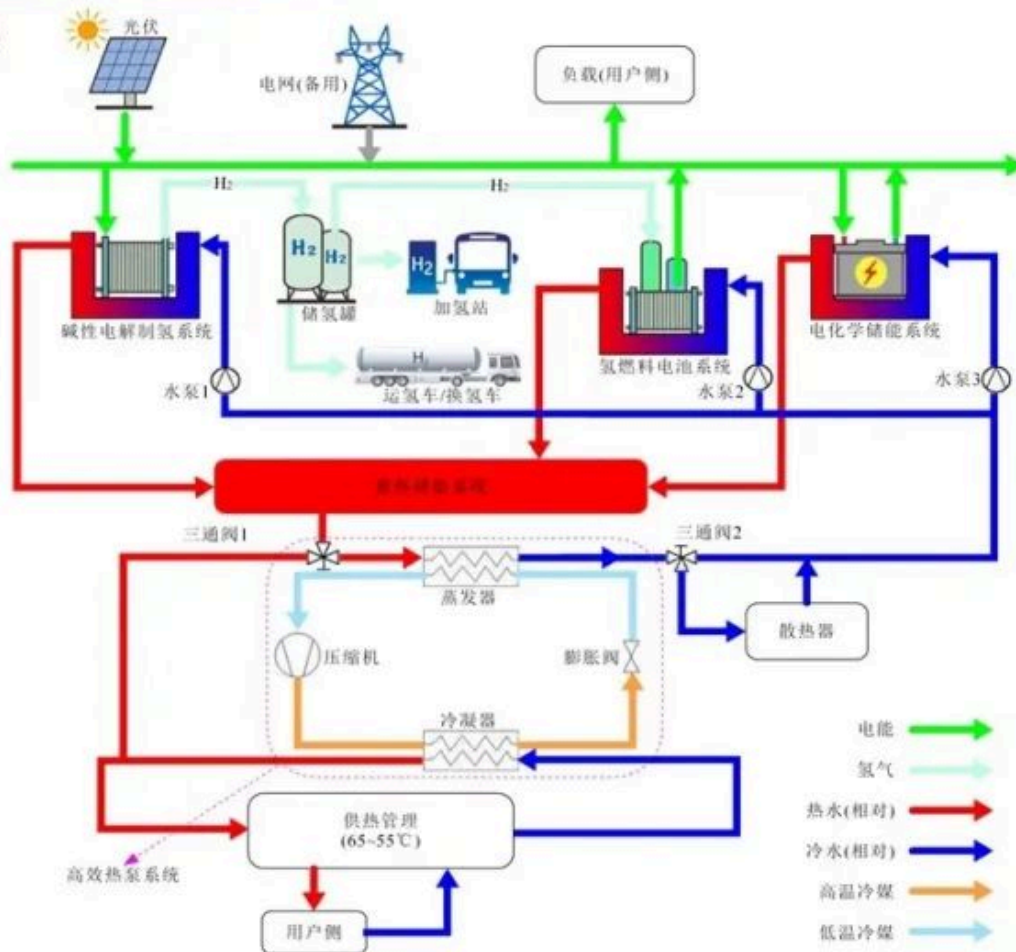 光伏
电网(备用)
负载(用户侧)
H₂
H₂
H₂
H₂
H₂
储氢罐
加氢站
碱性电解制氢系统
氢燃料电池系统
电化学储能系统
H₂
运氢车/换氢车
水泵1
水泵2
水泵3
三通阀1
三通阀2
蒸发器
散热器
压缩机
膨胀阀
冷凝器
供热管理
(65~55℃)
高效热泵系统
用户侧
电能
氢气
热水(相对)
冷水(相对)
高温冷媒
低温冷媒